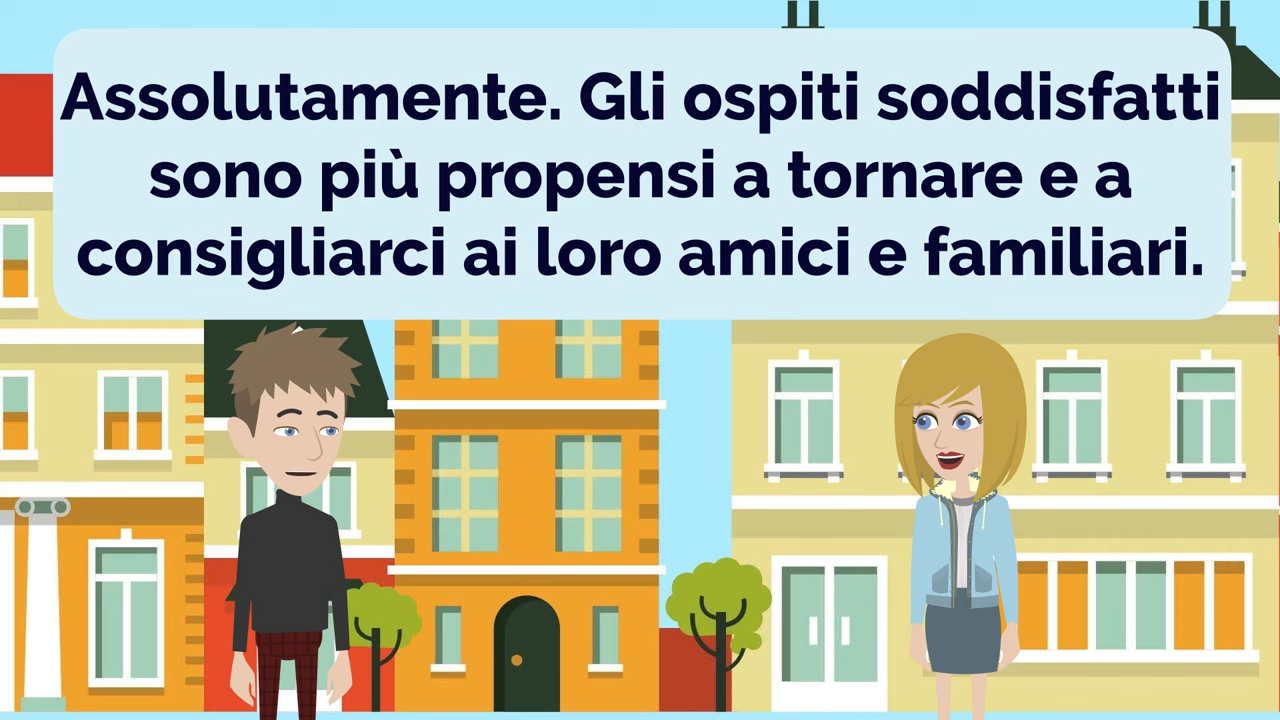 Assolutamente. Gli ospiti soddisfatti
sono più propensi a tornare e a
consigliarci ai loro amici e familiari.